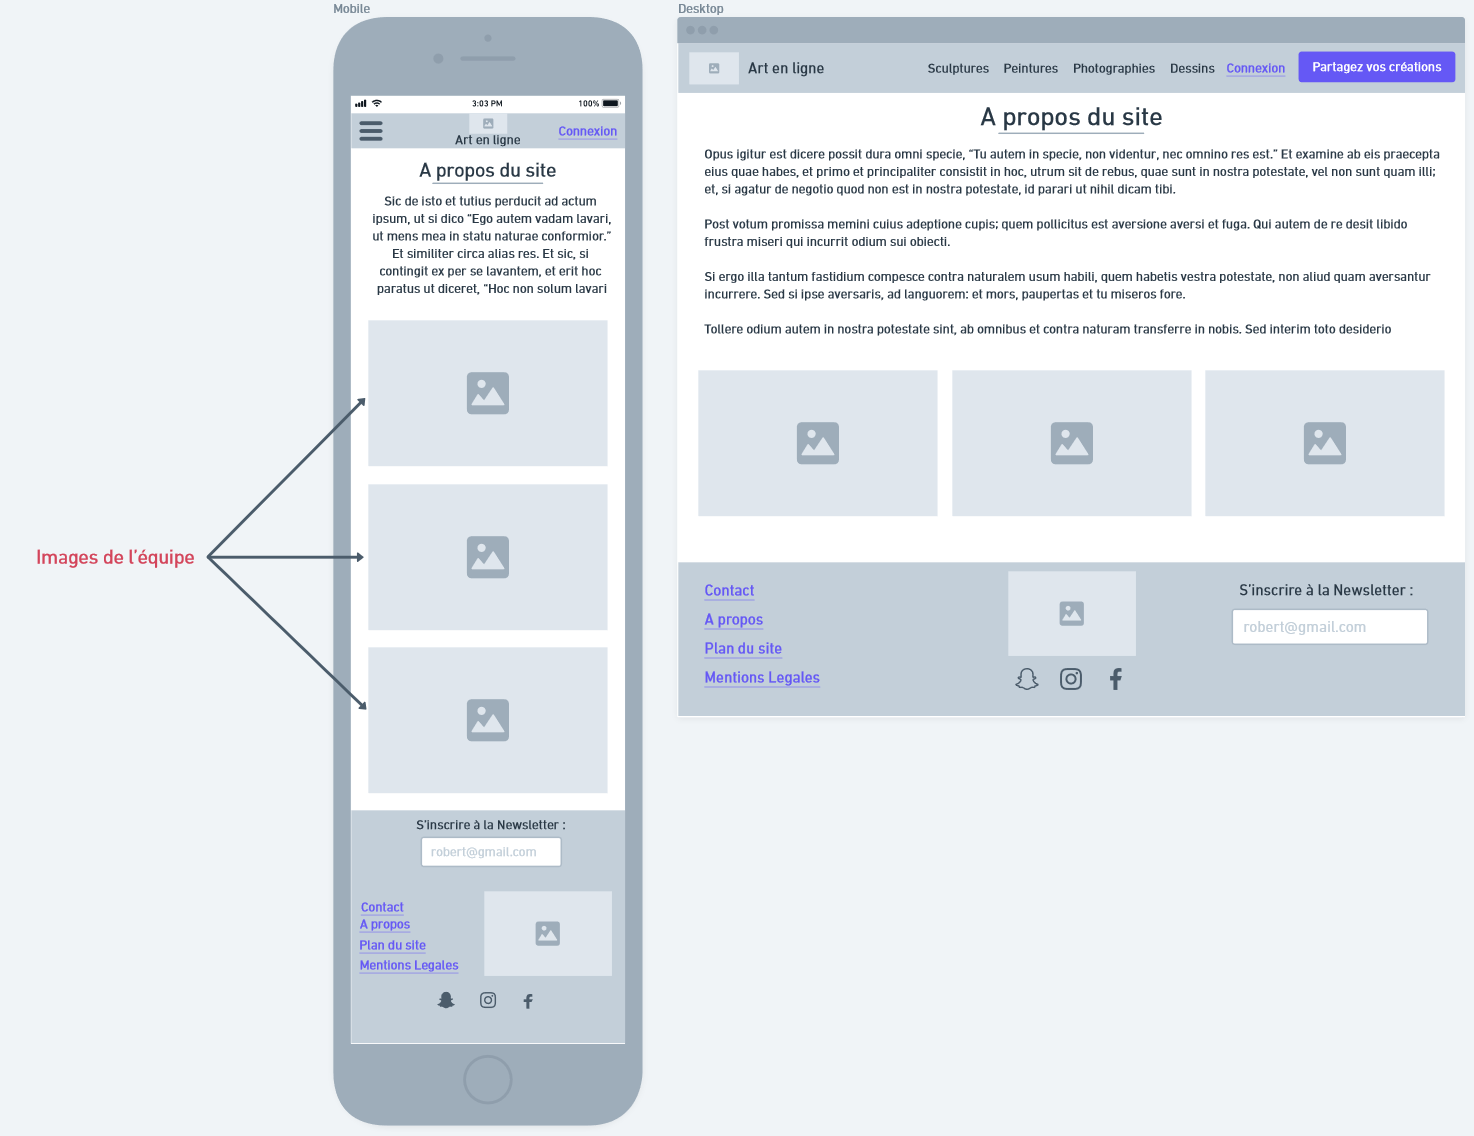 Mobile
3:03 PM
100%
Art en ligne
Connexion
A propos du site
Sic de isto et tutius perducit ad actum
ipsum, ut si dico “Ego autem vadam lavari,
ut mens mea in statu naturae conformior.”
Et similiter circa alias res. Et sic, si
contingit ex per se lavantem, et erit hoc
paratus ut diceret, “Hoc non solum lavari
Images de l’équipe
S’inscrire à la Newsletter :
robert@gmail.com
Contact
A propos
Plan du site
Mentions Legales
Desktop
Art en ligne
Sculptures
Peintures
Photographies
Dessins
Connexion
Partagez vos créations
A propos du site
Opus igitur est dicere possit dura omni specie, “Tu autem in specie, non videntur, nec omnino res est.” Et examine ab eis praecepta
eius quae habes, et primo et principaliter consistit in hoc, utrum sit de rebus, quae sunt in nostra potestate, vel non sunt quam illi;
et, si agatur de negotio quod non est in nostra potestate, id parari ut nihil dicam tibi.
Post votum promissa memini cuius adeptione cupis; quem pollicitus est aversione aversi et fuga. Qui autem de re desit libido
frustra miseri qui incurrit odium sui obiecti.
Si ergo illa tantum fastidium compesce contra naturalem usum habili, quem habetis vestra potestate, non aliud quam aversantur
incurrere. Sed si ipse aversaris, ad languorem: et mors, paupertas et tu miseros fore.
Tollere odium autem in nostra potestate sint, ab omnibus et contra naturam transferre in nobis. Sed interim toto desiderio
Contact
A propos
Plan du site
Mentions Legales
S’inscrire à la Newsletter :
robert@gmail.com